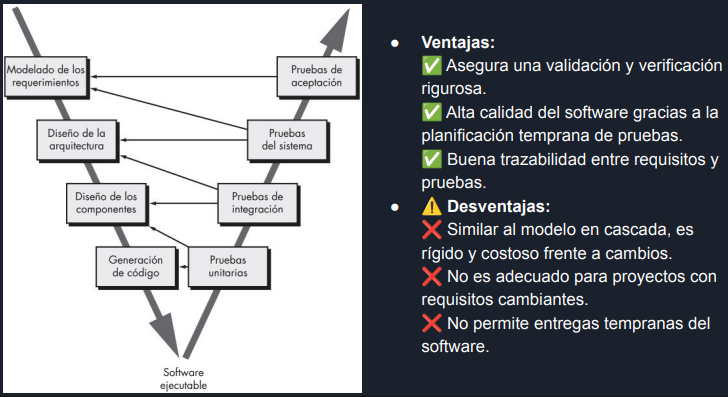 Modelado de los
requerimientos
Pruebas de
aceptación
Diseño de la
arquitectura
Pruebas
del sistema
Diseño de los
componentes
Pruebas de
integración
Generación
de código
Pruebas
unitarias
Software
ejecutable
● Ventajas:
✅ Asegura una validación y verificación
rigurosa.
✅ Alta calidad del software gracias a la
planificación temprana de pruebas.
✅ Buena trazabilidad entre requisitos y
pruebas.
● ⚠️ Desventajas:
❌ Similar al modelo en cascada, es
rígido y costoso frente a cambios.
❌ No es adecuado para proyectos con
requisitos cambiantes.
❌ No permite entregas tempranas del
software.